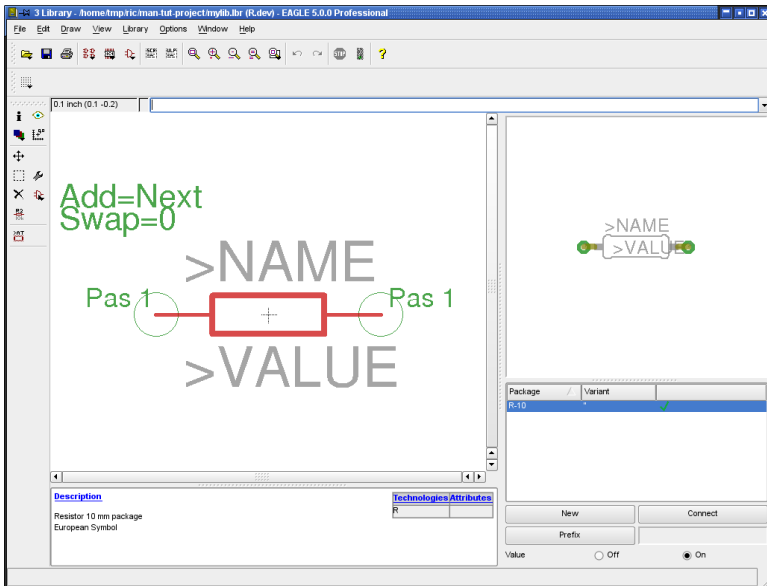 3 Library - /home/tmp/ric/man-tut-project/mylib.lbr (R.dev) - EAGLE 5.0.0 Professional
File Edit Draw View Library Options Window Help
0.1 inch (0.1 -0.2)
Add=Next
Swap=0
>NAME
Pas 1 Pas 1
>VALUE
>NAME
>VALUE
Package Variant
R-10 "
Description
Resistor 10 mm package
European Symbol
Technologies Attributes
R
New Connect
Prefix
Value Off On